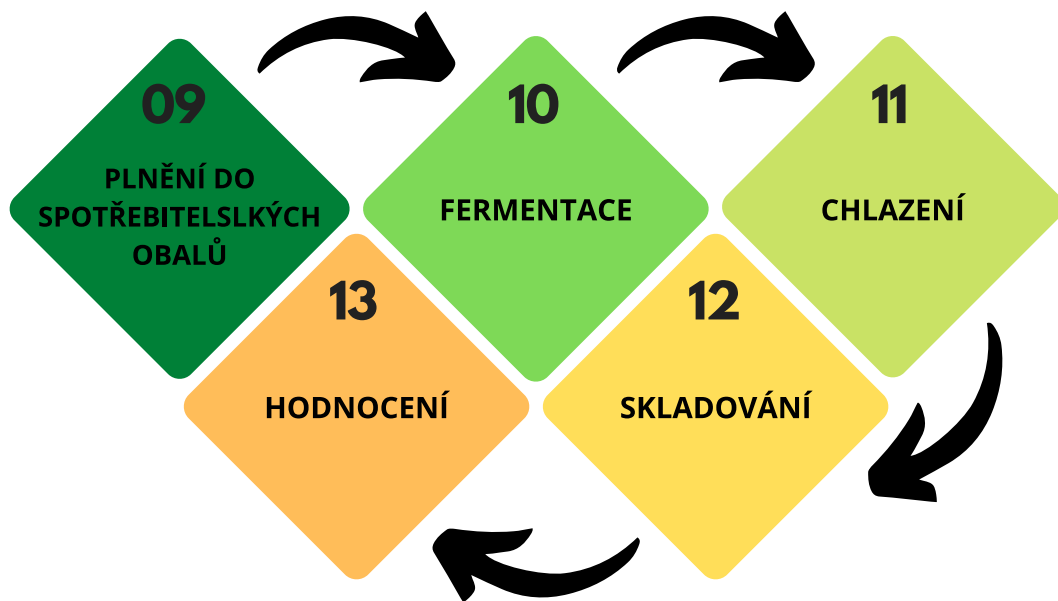 09
PLNĚNÍ DO
SPOTŘEBITELSLKÝCH
OBALŮ
10
FERMENTACE
11
CHLAZENÍ
12
SKLADOVÁNÍ
13
HODNOCENÍ